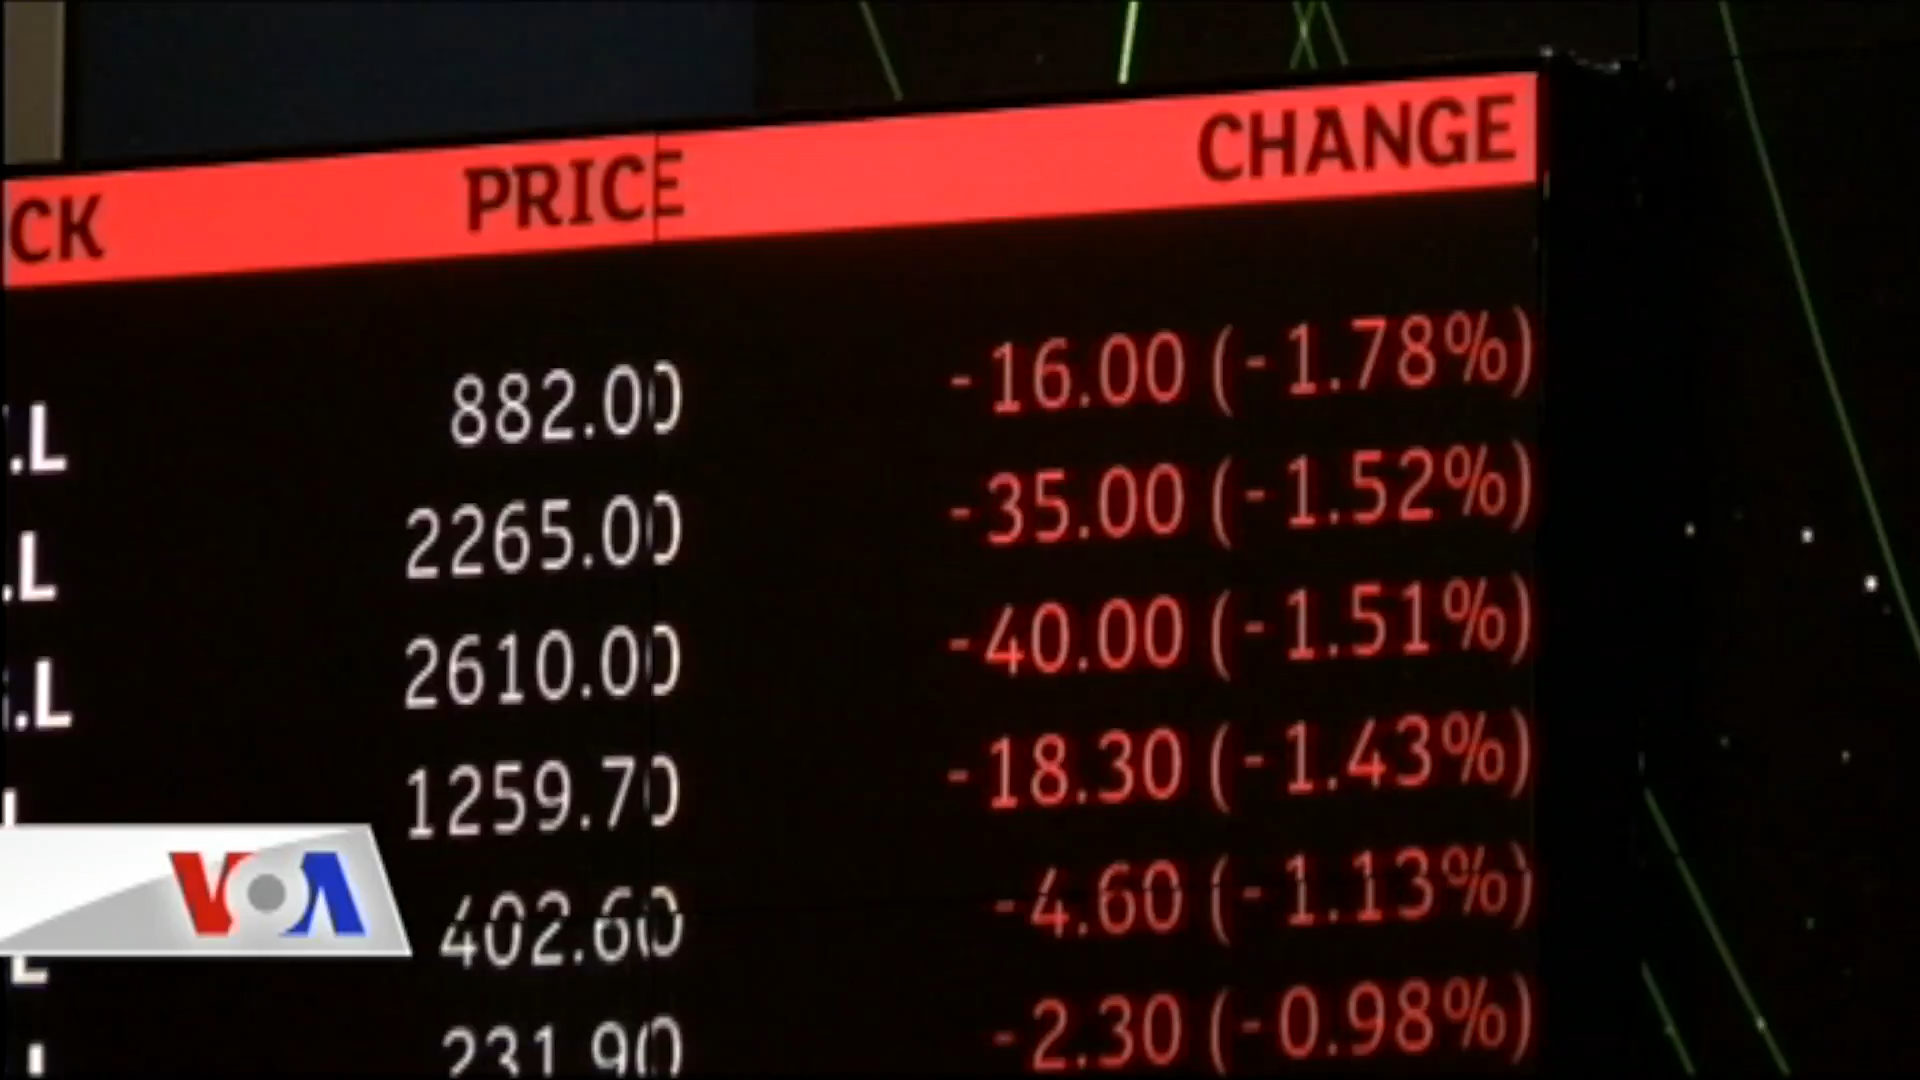 CK PRICE CHANGE
.L 882.00 -16.00 (-1.78%)
.L 2265.00 -35.00 (-1.52%)
.L 2610.00 -40.00 (-1.51%)
1259.70 -18.30 (-1.43%)
VOA
402.60 -4.60 (-1.13%)
231.90 -2.30 (-0.98%)